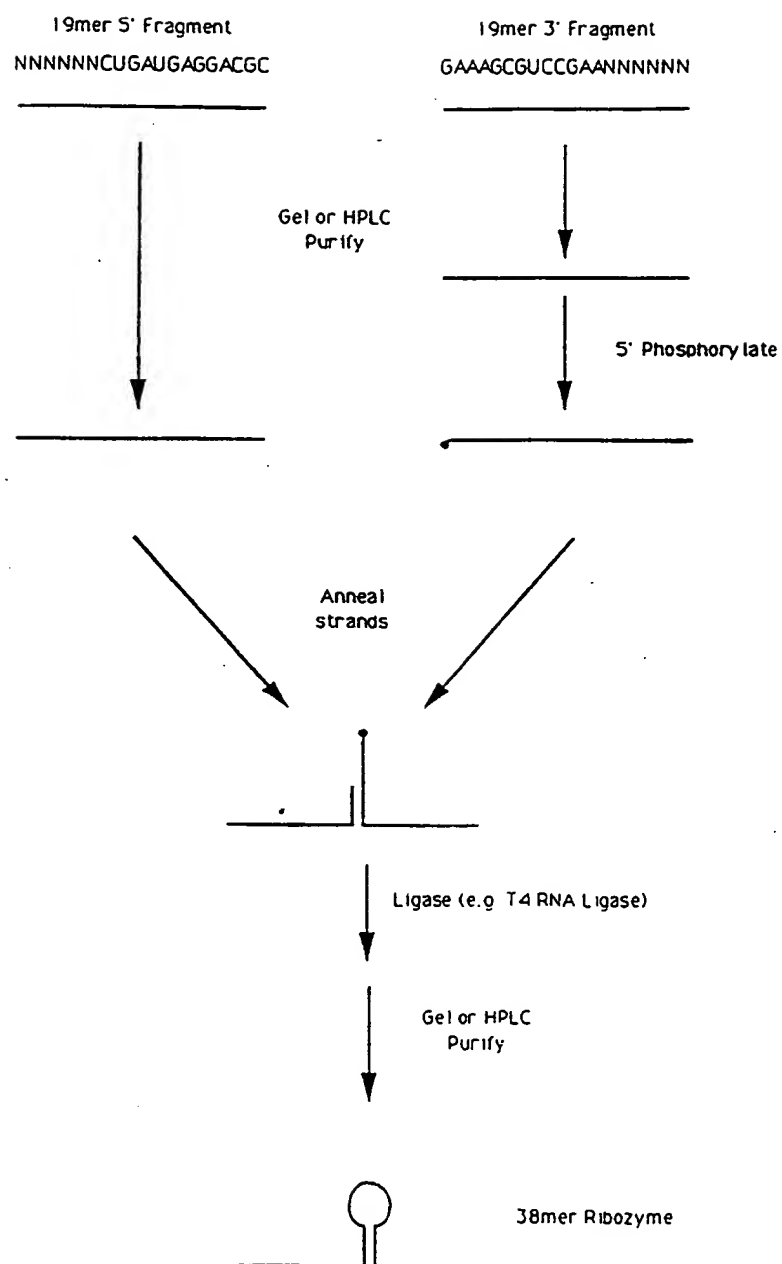 19mer 5' Fragment
NNNNNNCUGAUGAGGACGC
19mer 3' Fragment
GAAAGCGUCCGAANNNNNN
Gel or HPLC
Purify
5' Phosphorylate
Anneal
strands
Ligase (e.g T4 RNA Ligase)
Gel or HPLC
Purify
38mer Ribozyme